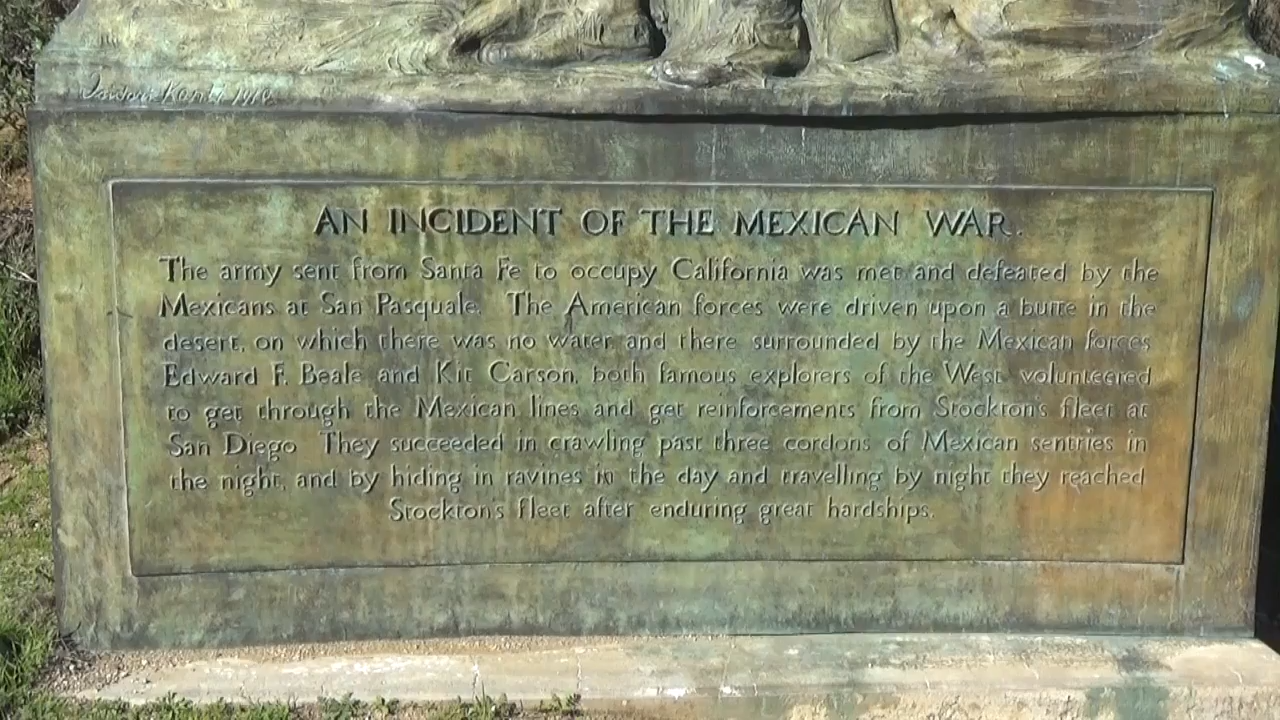 Isidore Konti 1910
AN INCIDENT OF THE MEXICAN WAR.
The army sent from Santa Fe to occupy California was met and defeated by the
Mexicans at San Pasquale. The American forces were driven upon a butte in the
desert, on which there was no water, and there surrounded by the Mexican forces
Edward F. Beale and Kit Carson, both famous explorers of the West, volunteered
to get through the Mexican lines and get reinforcements from Stockton's fleet at
San Diego They succeeded in crawling past three cordons of Mexican sentries in
the night, and by hiding in ravines in the day and travelling by night they reached
Stockton's fleet after enduring great hardships.